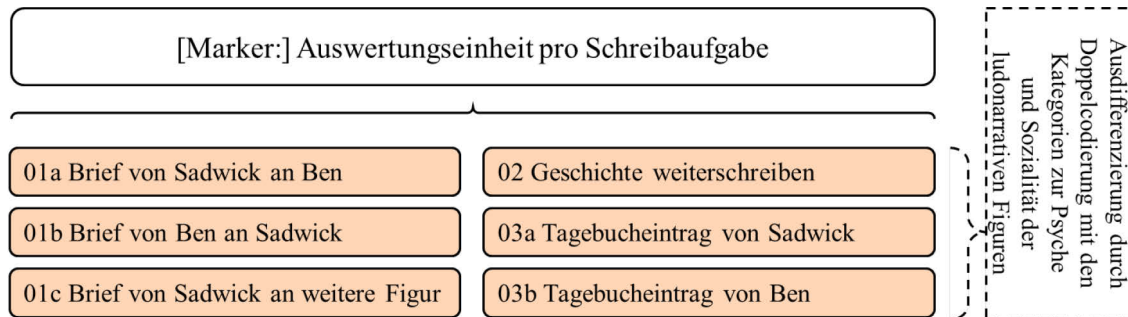 [Marker:] Auswertungseinheit pro Schreibaufgabe
01a Brief von Sadwick an Ben
01b Brief von Ben an Sadwick
01c Brief von Sadwick an weitere Figur
02 Geschichte weiterschreiben
03a Tagebucheintrag von Sadwick
03b Tagebucheintrag von Ben
Ausdifferenzierung durch
Doppelcodierung mit den
Kategorien zur Psyche
und Sozialität der
ludonarrativen Figuren